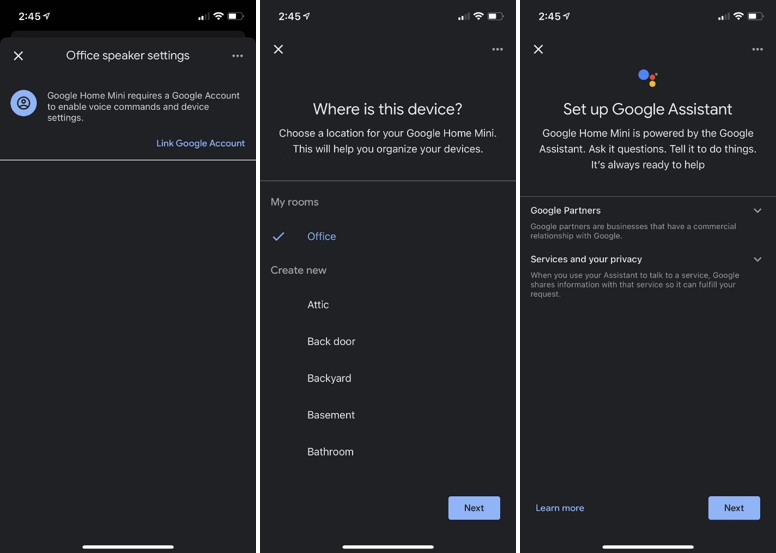 2:45
Office speaker settings
Google Home Mini requires a Google Account
to enable voice commands and device
settings.
Link Google Account
2:45
Where is this device?
Choose a location for your Google Home Mini.
This will help you organize your devices.
My rooms
Office
Create new
Attic
Back door
Backyard
Basement
Bathroom
Next
2:45
Set up Google Assistant
Google Home Mini is powered by the Google
Assistant. Ask it questions. Tell it to do things.
It's always ready to help
Google Partners
Google partners are businesses that have a commercial
relationship with Google.
Services and your privacy
When you use your Assistant to talk to a service, Google
shares information with that service so it can fulfill your
request.
Learn more
Next